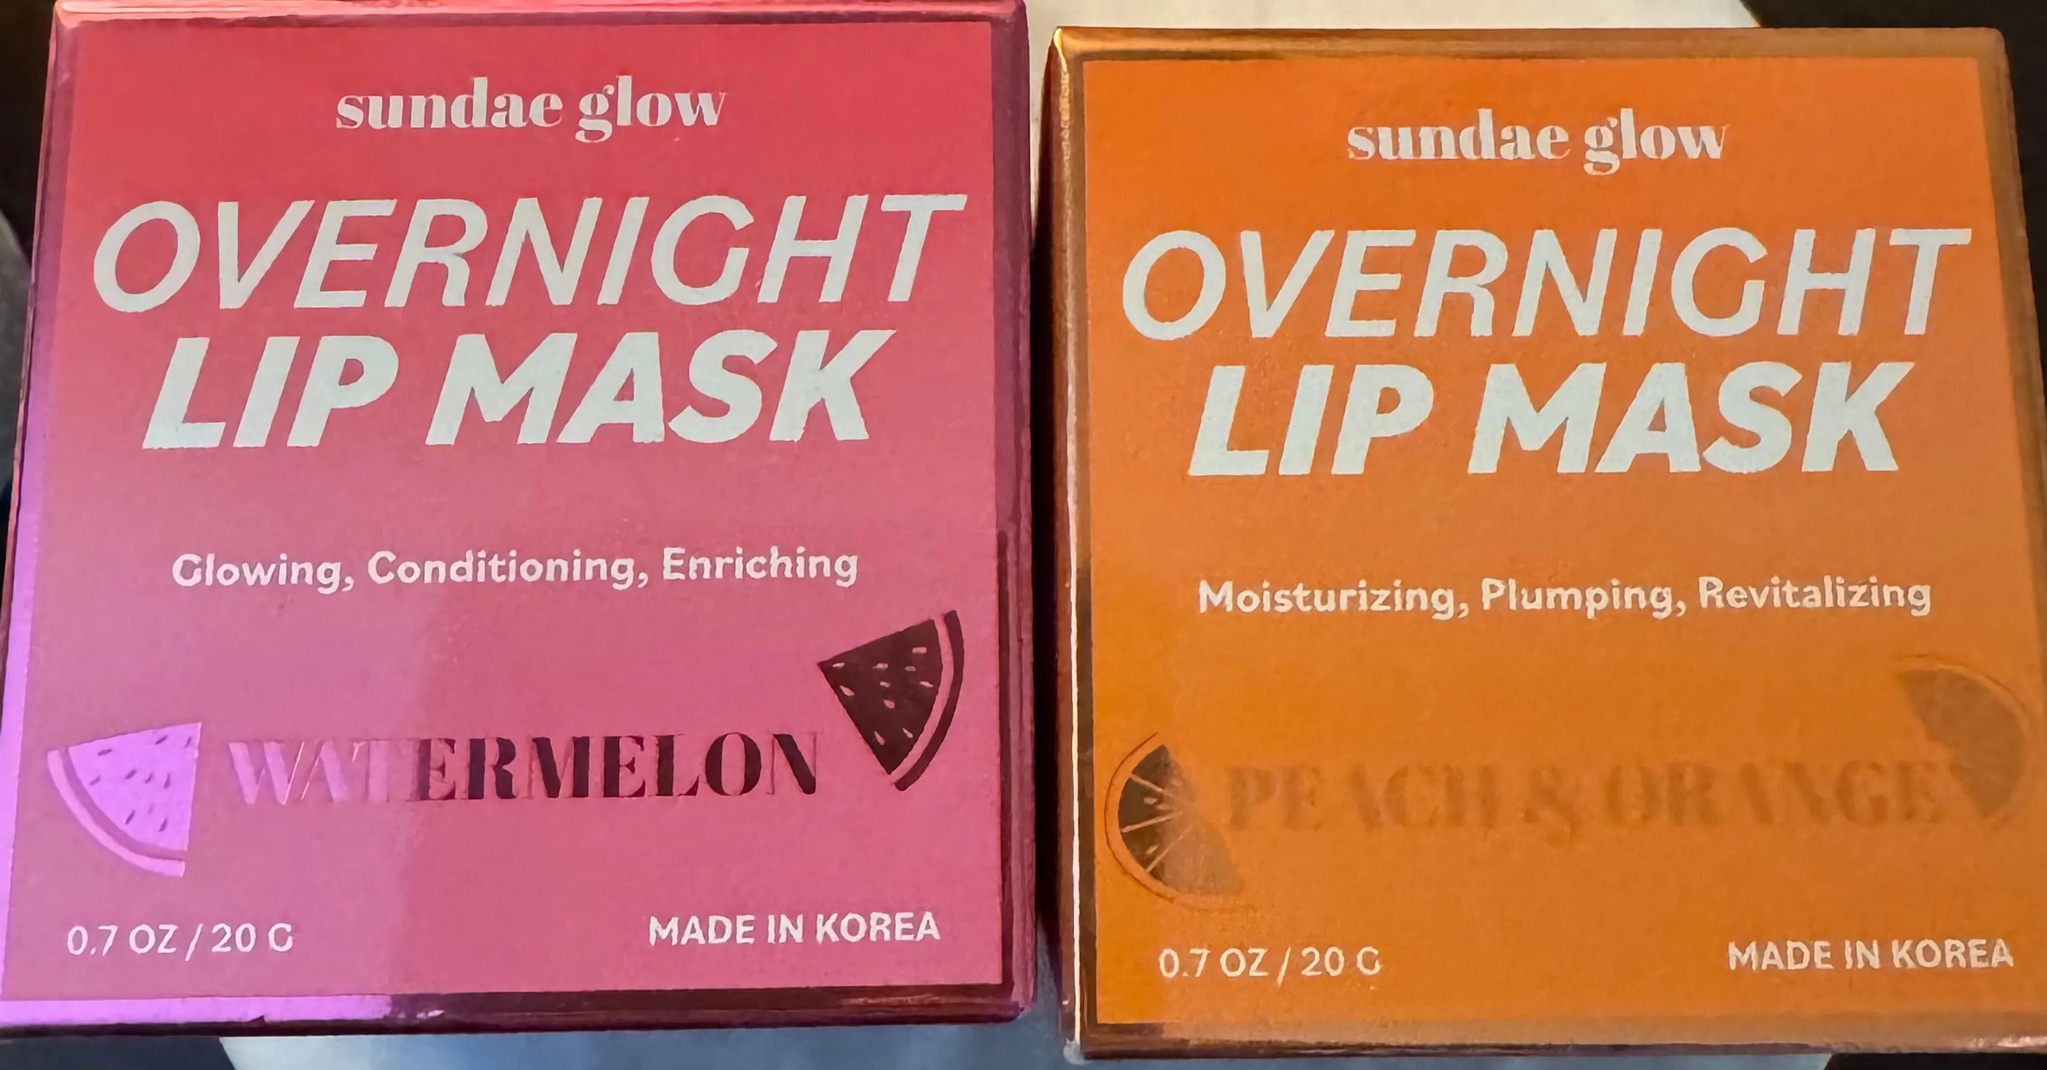 sundae glow
OVERNIGHT
LIP MASK
Glowing, Conditioning, Enriching
WATERMELON
0.7 OZ / 20 G
MADE IN KOREA
sundae glow
OVERNIGHT
LIP MASK
Moisturizing, Plumping, Revitalizing
PEACH & ORANGE
0.7 OZ / 20 G
MADE IN KOREA